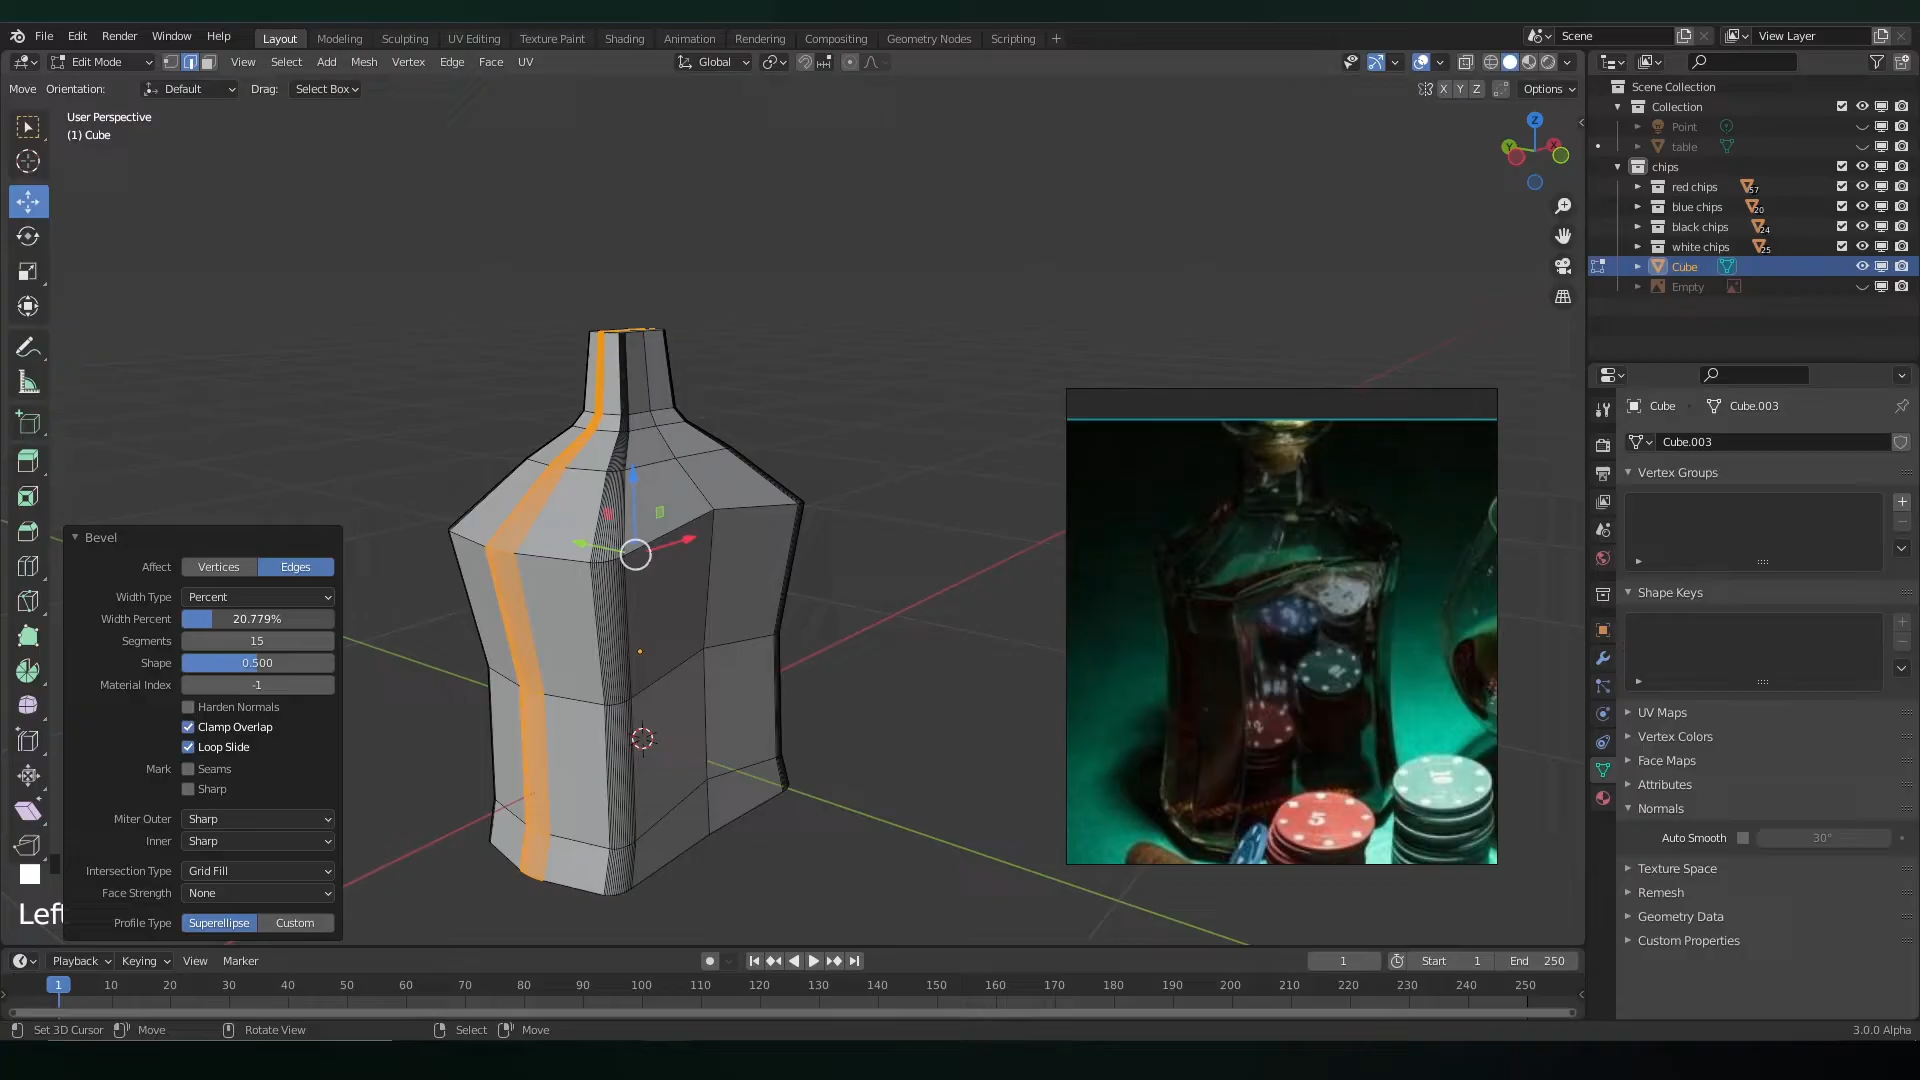 File Edit Render Window Help Layout Modeling Sculpting UV Editing Texture Paint Shading Animation Rendering Compositing Geometry Nodes Scripting + Scene View Layer
Edit Mode View Select Add Mesh Vertex Edge Face UV Global
Move Orientation: Default Drag: Select Box X Y Z Options
User Perspective
(1) Cube
Z
Y X
Scene Collection
Collection
Point
table
chips
red chips 57
blue chips 20
black chips 24
white chips 25
Cube
Empty
Cube Cube.003
Cube.003
Vertex Groups
Shape Keys
UV Maps
Vertex Colors
Face Maps
Attributes
Normals
Auto Smooth 30°
Texture Space
Remesh
Geometry Data
Custom Properties
Bevel
Affect Vertices Edges
Width Type Percent
Width Percent 20.779%
Segments 15
Shape 0.500
Material Index -1
Harden Normals
Clamp Overlap
Loop Slide
Mark Seams
Sharp
Miter Outer Sharp
Inner Sharp
Intersection Type Grid Fill
Face Strength None
Profile Type Superellipse Custom
Left
5
Playback Keying View Marker 1 Start 1 End 250
1 10 20 30 40 50 60 70 80 90 100 110 120 130 140 150 160 170 180 190 200 210 220 230 240 250
Set 3D Cursor Move Rotate View Select Move 3.0.0 Alpha